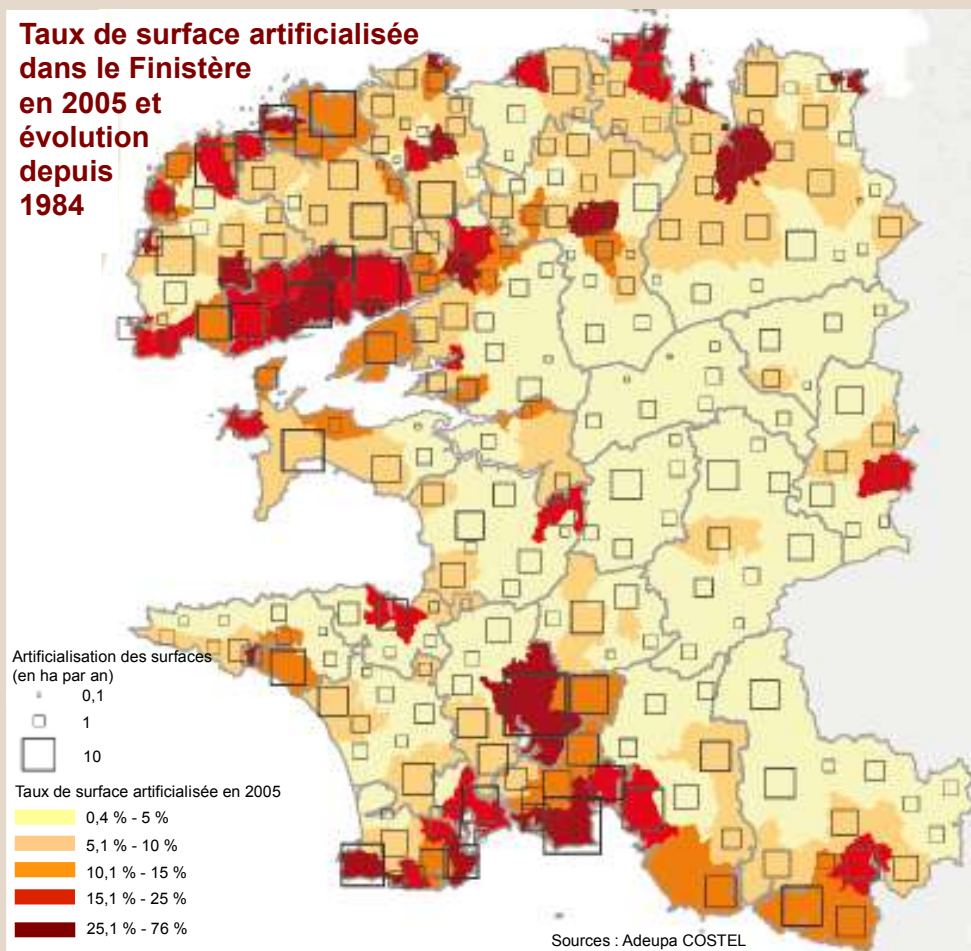 Taux de surface artificialisée
dans le Finistère
en 2005 et
évolution
depuis
1984
Artificialisation des surfaces
(en ha par an)
0,1
1
10
Taux de surface artificialisée en 2005
0,4 % - 5 %
5,1 % - 10 %
10,1 % - 15 %
15,1 % - 25 %
25,1 % - 76 %
Sources : Adeupa COSTEL